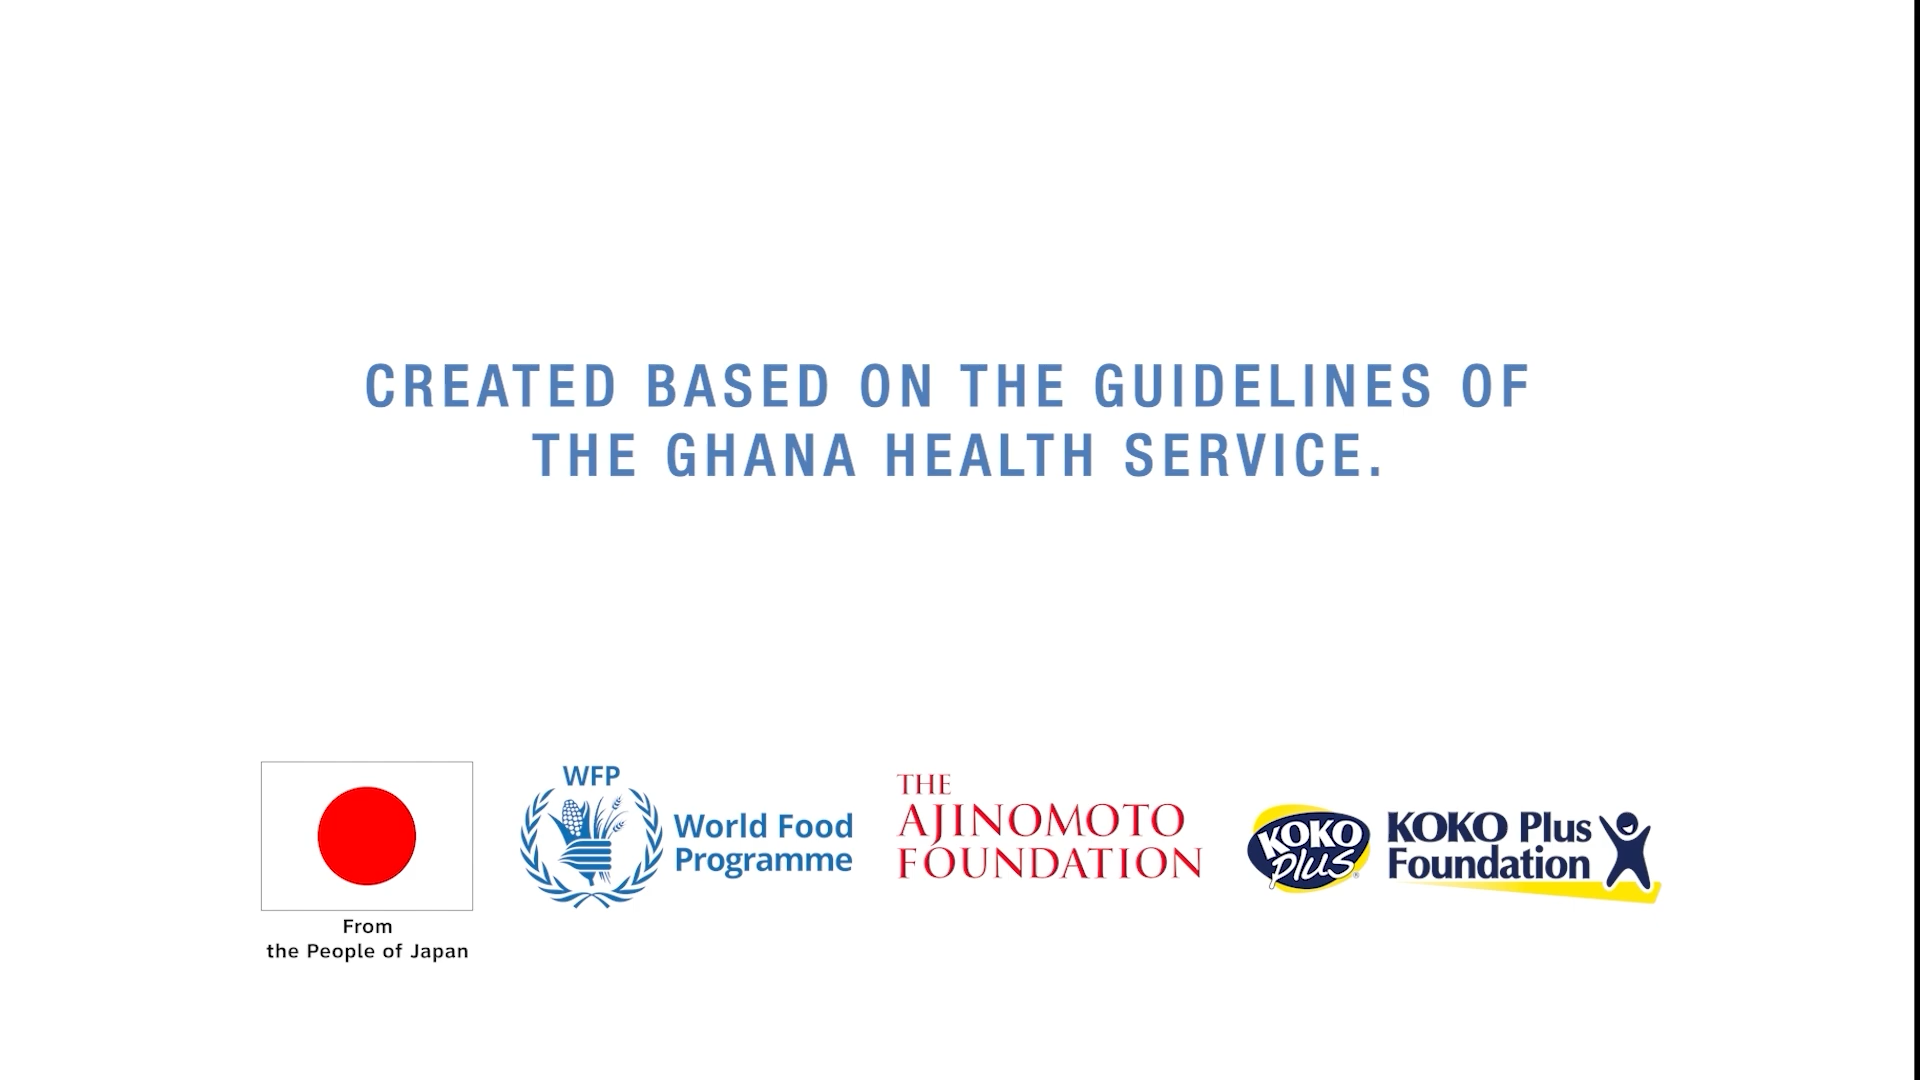 CREATED BASED ON THE GUIDELINES OF
THE GHANA HEALTH SERVICE.
From
the People of Japan
WFP
World Food
Programme
THE
AJINOMOTO
FOUNDATION
KOKO
plus
KOKO Plus
Foundation